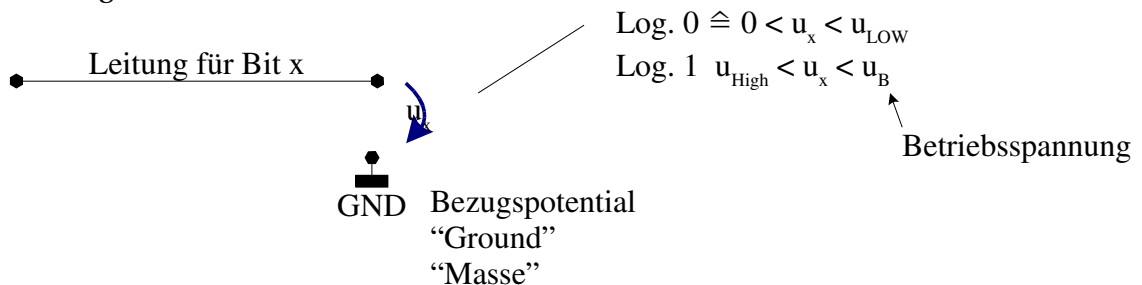 Log. 0 ≙ 0 < u_x < u_LOW
Leitung für Bit x
Log. 1 u_High < u_x < u_B
u_x
Betriebsspannung
GND
Bezugspotential
“Ground”
“Masse”